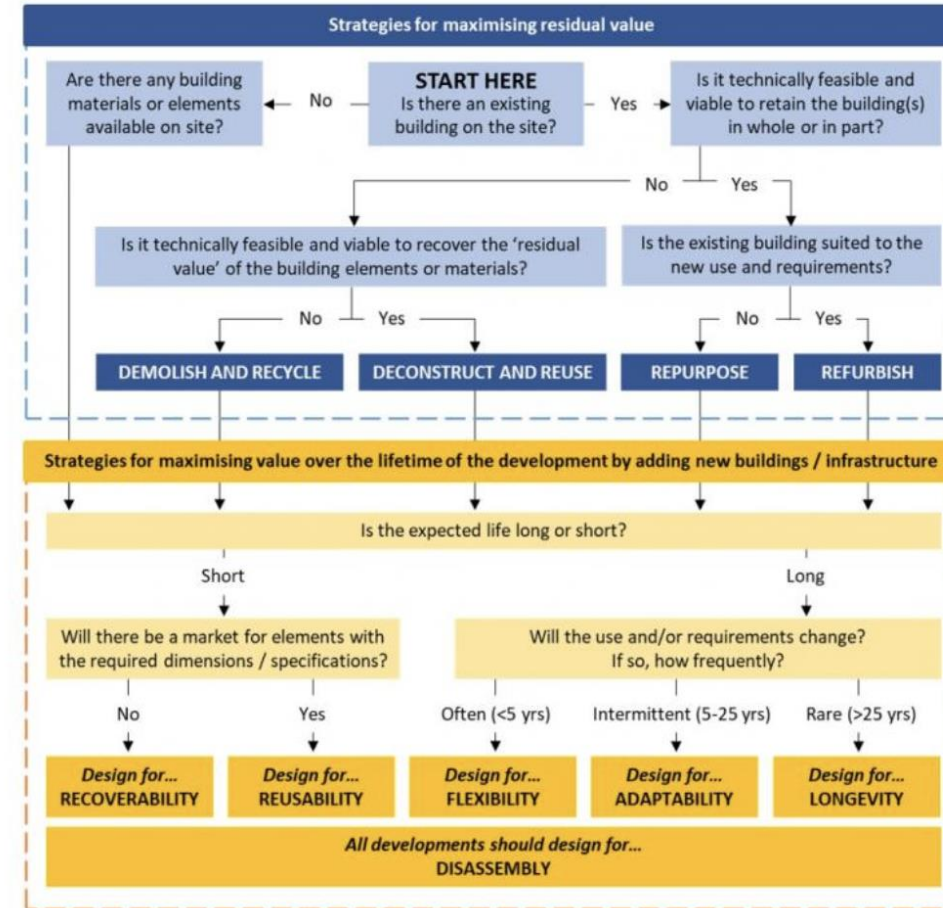 Strategies for maximising residual value
Are there any building
materials or elements
available on site?
No
START HERE
Is there an existing
building on the site?
Yes
Is it technically feasible and
viable to retain the building(s)
in whole or in part?
No
Yes
Is it technically feasible and viable to recover the ‘residual
value’ of the building elements or materials?
Is the existing building suited to the
new use and requirements?
No
Yes
No
Yes
DEMOLISH AND RECYCLE
DECONSTRUCT AND REUSE
REPURPOSE
REFURBISH
Strategies for maximising value over the lifetime of the development by adding new buildings / infrastructure
Is the expected life long or short?
Short
Long
Will there be a market for elements with
the required dimensions / specifications?
Will the use and/or requirements change?
If so, how frequently?
No
Yes
Often (<5 yrs)
Intermittent (5-25 yrs)
Rare (>25 yrs)
Design for...
RECOVERABILITY
Design for...
REUSABILITY
Design for...
FLEXIBILITY
Design for...
ADAPTABILITY
Design for...
LONGEVITY
All developments should design for...
DISASSEMBLY